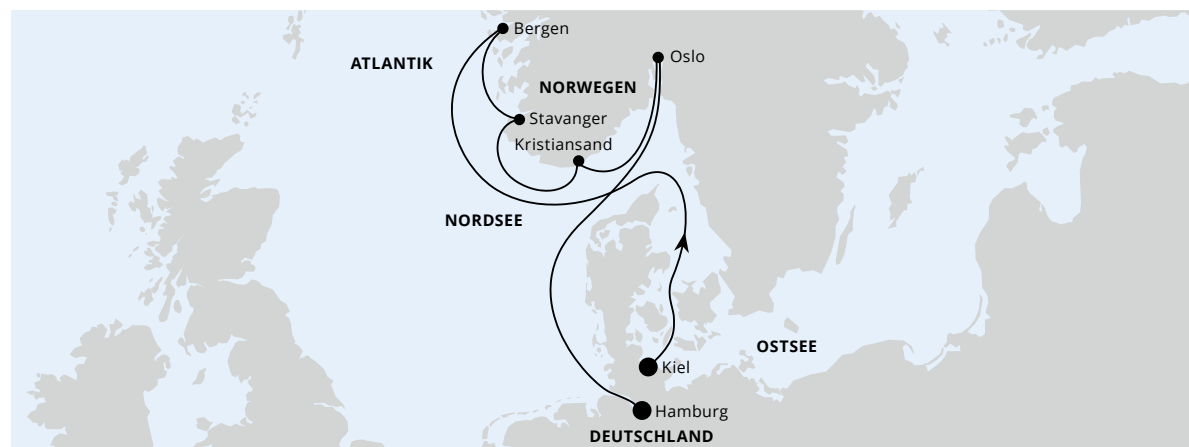 Bergen
Oslo
ATLANTIK
NORWEGEN
Stavanger
Kristiansand
NORDSEE
OSTSEE
Kiel
Hamburg
DEUTSCHLAND